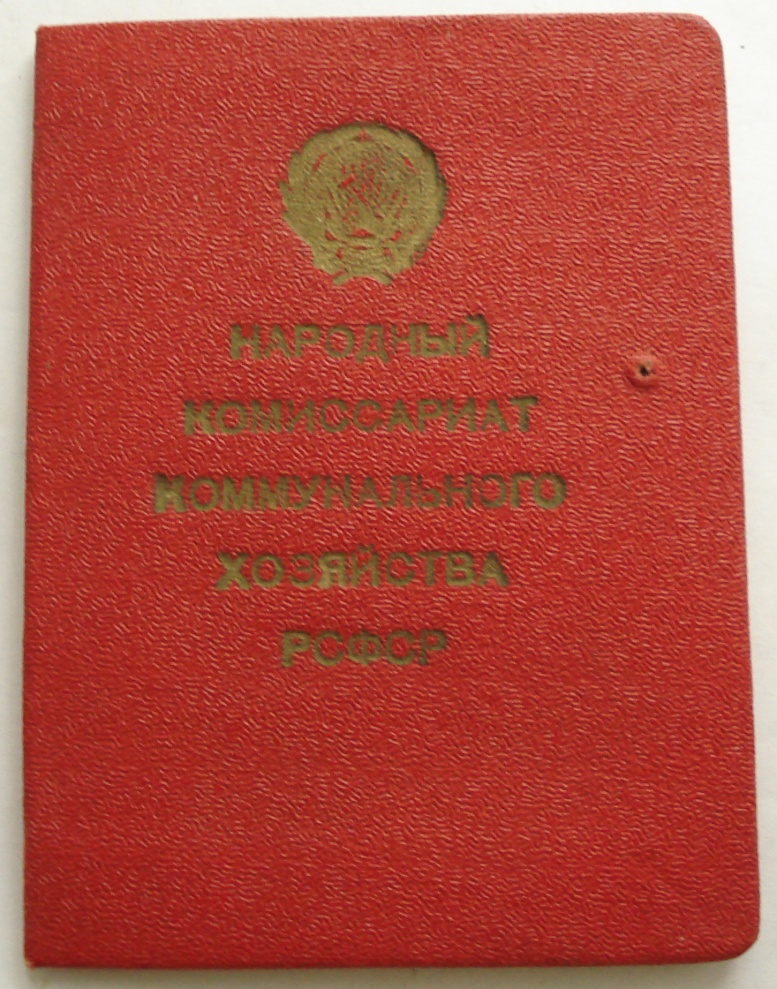 НАРОДНЫЙ
КОМИССАРИАТ
КОММУНАЛЬНОГО
ХОЗЯЙСТВА
РСФСР